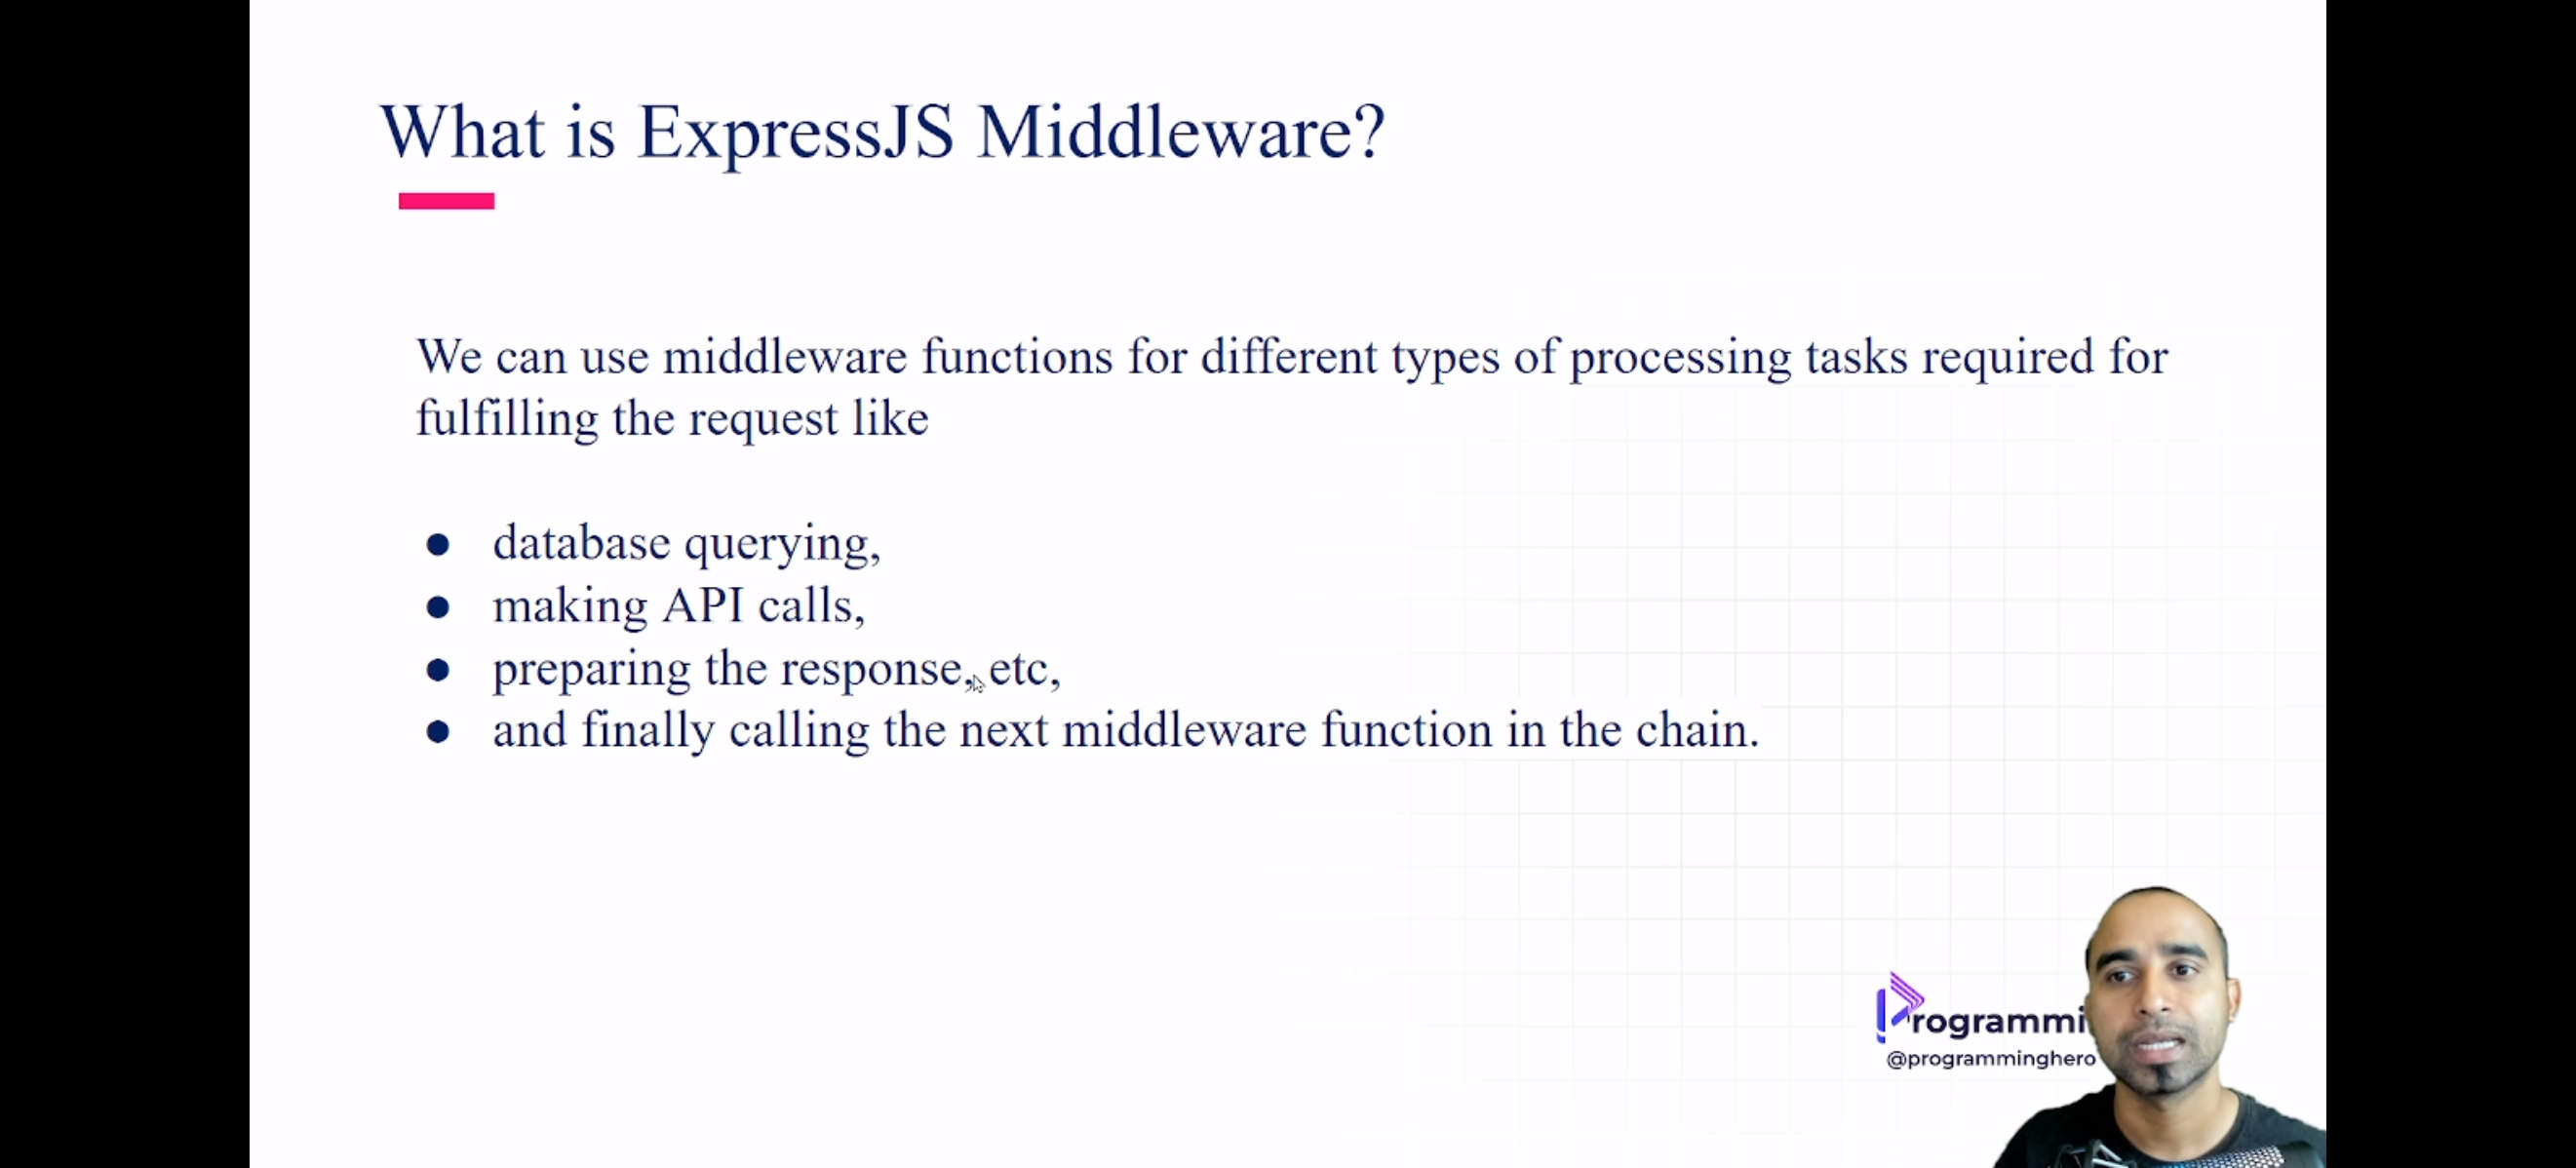 What is ExpressJS Middleware?
We can use middleware functions for different types of processing tasks required for
fulfilling the request like
● database querying,
● making API calls,
● preparing the response, etc,
● and finally calling the next middleware function in the chain.
Programmi
@programminghero